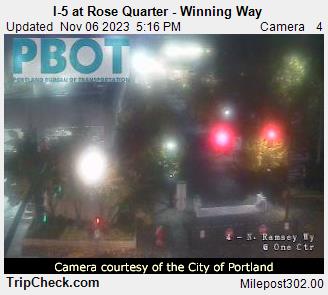 I-5 at Rose Quarter - Winning Way
Updated Nov 06 2023 5:16 PM Camera 4
PBOT
PORTLAND BUREAU OF TRANSPORTATION
4 - N. Ramsey Wy
@ One Ctr
Camera courtesy of the City of Portland
TripCheck.com Milepost302.00